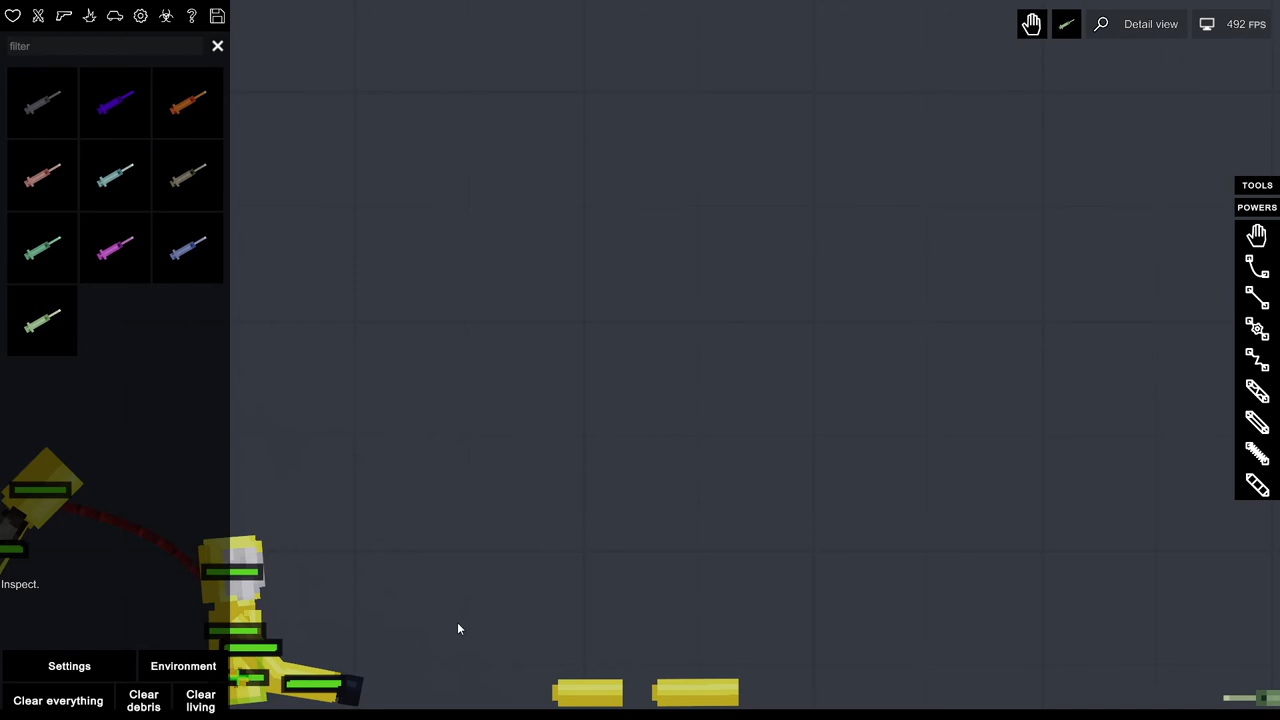 filter
Detail view
492 FPS
TOOLS
POWERS
Inspect.
Settings
Environment
Clear everything
Clear debris
Clear living